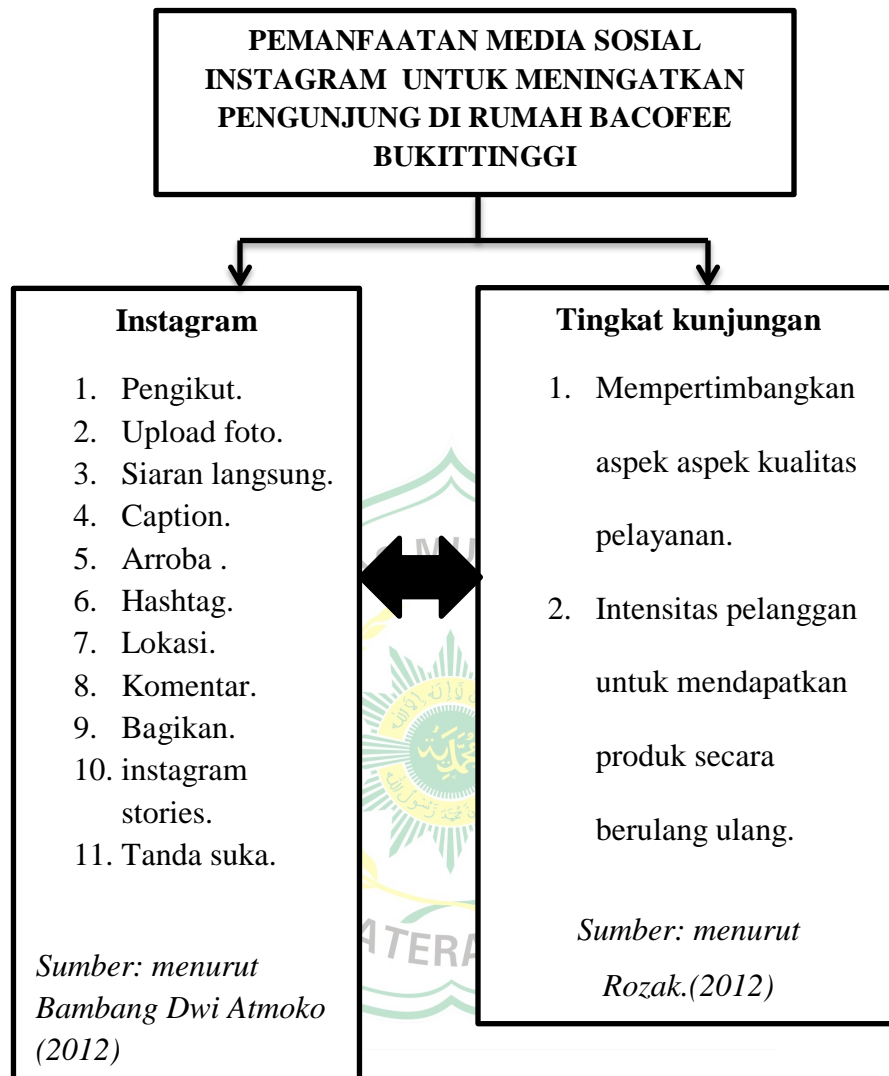 PEMANFAATAN MEDIA SOSIAL
INSTAGRAM UNTUK MENINGATKAN
PENGUNJUNG DI RUMAH BACOFEE
BUKITTINGGI
Instagram
1. Pengikut.
2. Upload foto.
3. Siaran langsung.
4. Caption.
5. Arroba .
6. Hashtag.
7. Lokasi.
8. Komentar.
9. Bagikan.
10. instagram
stories.
11. Tanda suka.
Sumber: menurut
Bambang Dwi Atmoko
(2012)
Tingkat kunjungan
1. Mempertimbangkan
aspek aspek kualitas
pelayanan.
2. Intensitas pelanggan
untuk mendapatkan
produk secara
berulang ulang.
Sumber: menurut
Rozak.(2012)